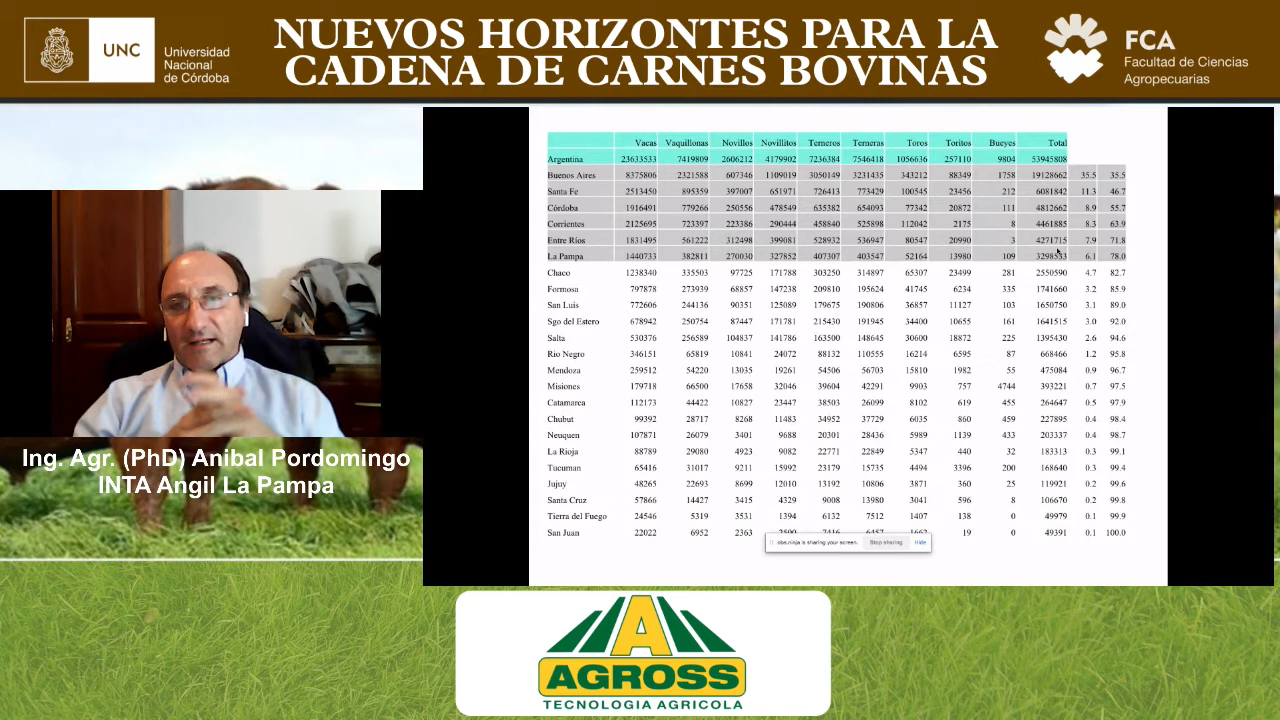 UNC
Universidad
Nacional
de Córdoba
NUEVOS HORIZONTES PARA LA
CADENA DE CARNES BOVINAS
FCA
Facultad de Ciencias
Agropecuarias
Vacas Vaquillonas Novillos Novillitos Terneros Terneras Toros Toritos Bueyes Total
Argentina 23633533 7419809 2606212 4179902 7236384 7546418 1056636 257110 9804 53945808
Buenos Aires 8375806 2321588 607346 1109019 3050149 3231435 343212 88349 1758 19128662 35.5 35.5
Santa Fe 2513450 895359 397007 651971 726413 773429 100545 23456 212 6081842 11.3 46.7
Córdoba 1916491 779266 250556 478549 635382 654093 77342 20872 111 4812662 8.9 55.7
Corrientes 2125695 723397 223386 290444 458840 525898 112042 2175 8 4461885 8.3 63.9
Entre Ríos 1831495 561222 312498 399081 528932 536947 80547 20990 3 4271715 7.9 71.8
La Pampa 1440733 382811 270030 327852 407307 403547 52164 13980 109 3298533 6.1 78.0
Chaco 1238340 335503 97725 171788 303250 314897 65307 23499 281 2550590 4.7 82.7
Formosa 797878 273939 68857 147238 209810 195624 41745 6234 335 1741660 3.2 85.9
San Luis 772606 244136 90351 125089 179675 190806 36857 11127 103 1650750 3.1 89.0
Sgo del Estero 678942 250754 87447 171781 215430 191945 34400 10655 161 1641515 3.0 92.0
Salta 530376 256589 104837 141786 163500 148645 30600 18872 225 1395430 2.6 94.6
Rio Negro 346151 65819 10841 24072 88132 110555 16214 6595 87 668466 1.2 95.8
Mendoza 259512 54220 13035 19261 54506 56703 15810 1982 55 475084 0.9 96.7
Misiones 179718 66500 17658 32046 39604 42291 9903 757 4744 393221 0.7 97.5
Catamarca 112173 44422 10827 23447 38503 26099 8102 619 455 264647 0.5 97.9
Chubut 99392 28717 8268 11483 34952 37729 6035 860 459 227895 0.4 98.4
Neuquen 107871 26079 3401 9688 20301 28436 5989 1139 433 203337 0.4 98.7
La Rioja 88789 29080 4923 9082 22771 22849 5347 440 32 183313 0.3 99.1
Tucuman 65416 31017 9211 15992 23179 15735 4494 3396 200 168640 0.3 99.4
Jujuy 48265 22693 8699 12010 13192 10806 3871 360 25 119921 0.2 99.6
Santa Cruz 57866 14427 3415 4329 9008 13980 3041 596 8 106670 0.2 99.8
Tierra del Fuego 24546 5319 3531 1394 6132 7512 1407 138 0 49979 0.1 99.9
San Juan 22022 6952 2363 19 0 49391 0.1 100.0
obs.ninja is sharing your screen. Stop sharing Hide
Ing. Agr. (PhD) Anibal Pordomingo
INTA Angil La Pampa
A
AGROSS
TECNOLOGIA AGRICOLA